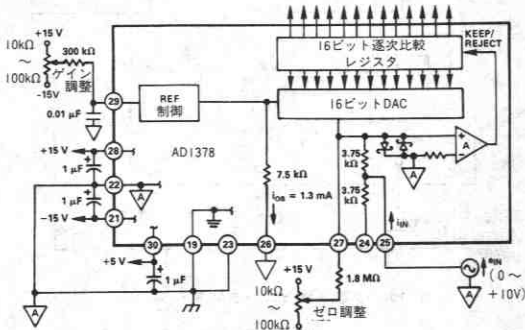 +15 V
10kΩ
～
100kΩ
-15V
300 kΩ
ゲイン
調整
0.01 μF
29
REF
制御
16ビット逐次比較
レジスタ
KEEP/
REJECT
16ビットDAC
AD1378
+15 V
28
1 μF
22
A
1 μF
-15 V
21
7.5 kΩ
iOS = 1.3 mA
3.75
kΩ
3.75
kΩ
A
+
−
A
iIN
30
19
23
26
27
24
25
+5 V
1 μF
A
1.8 MΩ
+15 V
10kΩ
～
100kΩ
ゼロ調整
eIN
(0～
+10V)
A